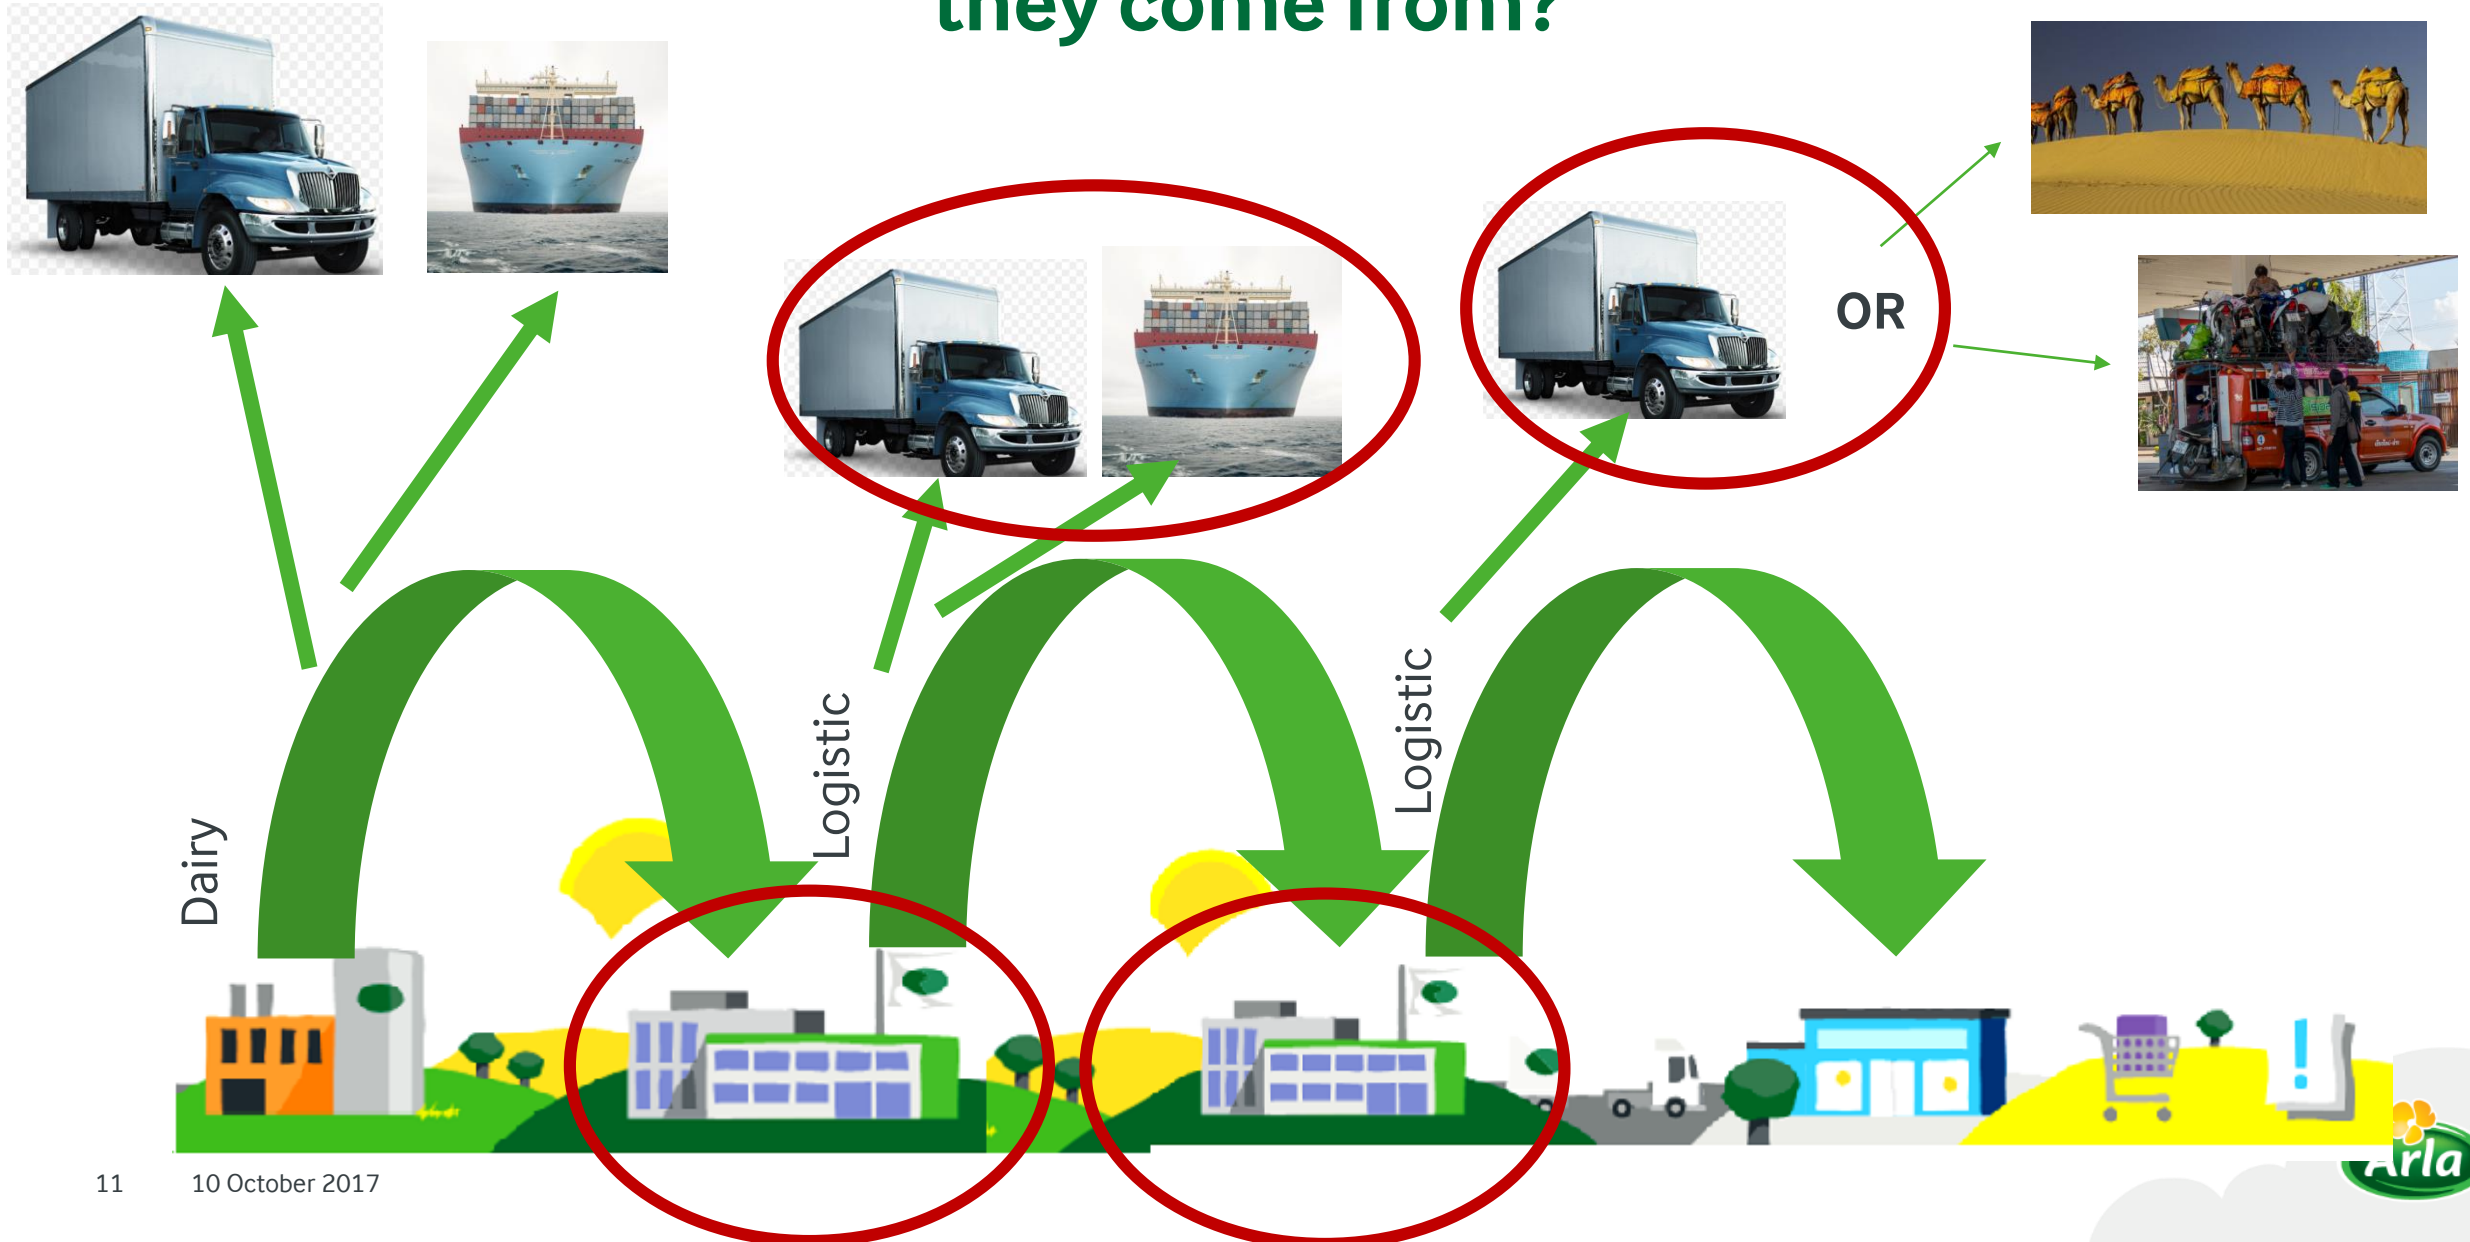 they come from?
OR
Dairy
Logistic
Logistic
11
10 October 2017
Arla